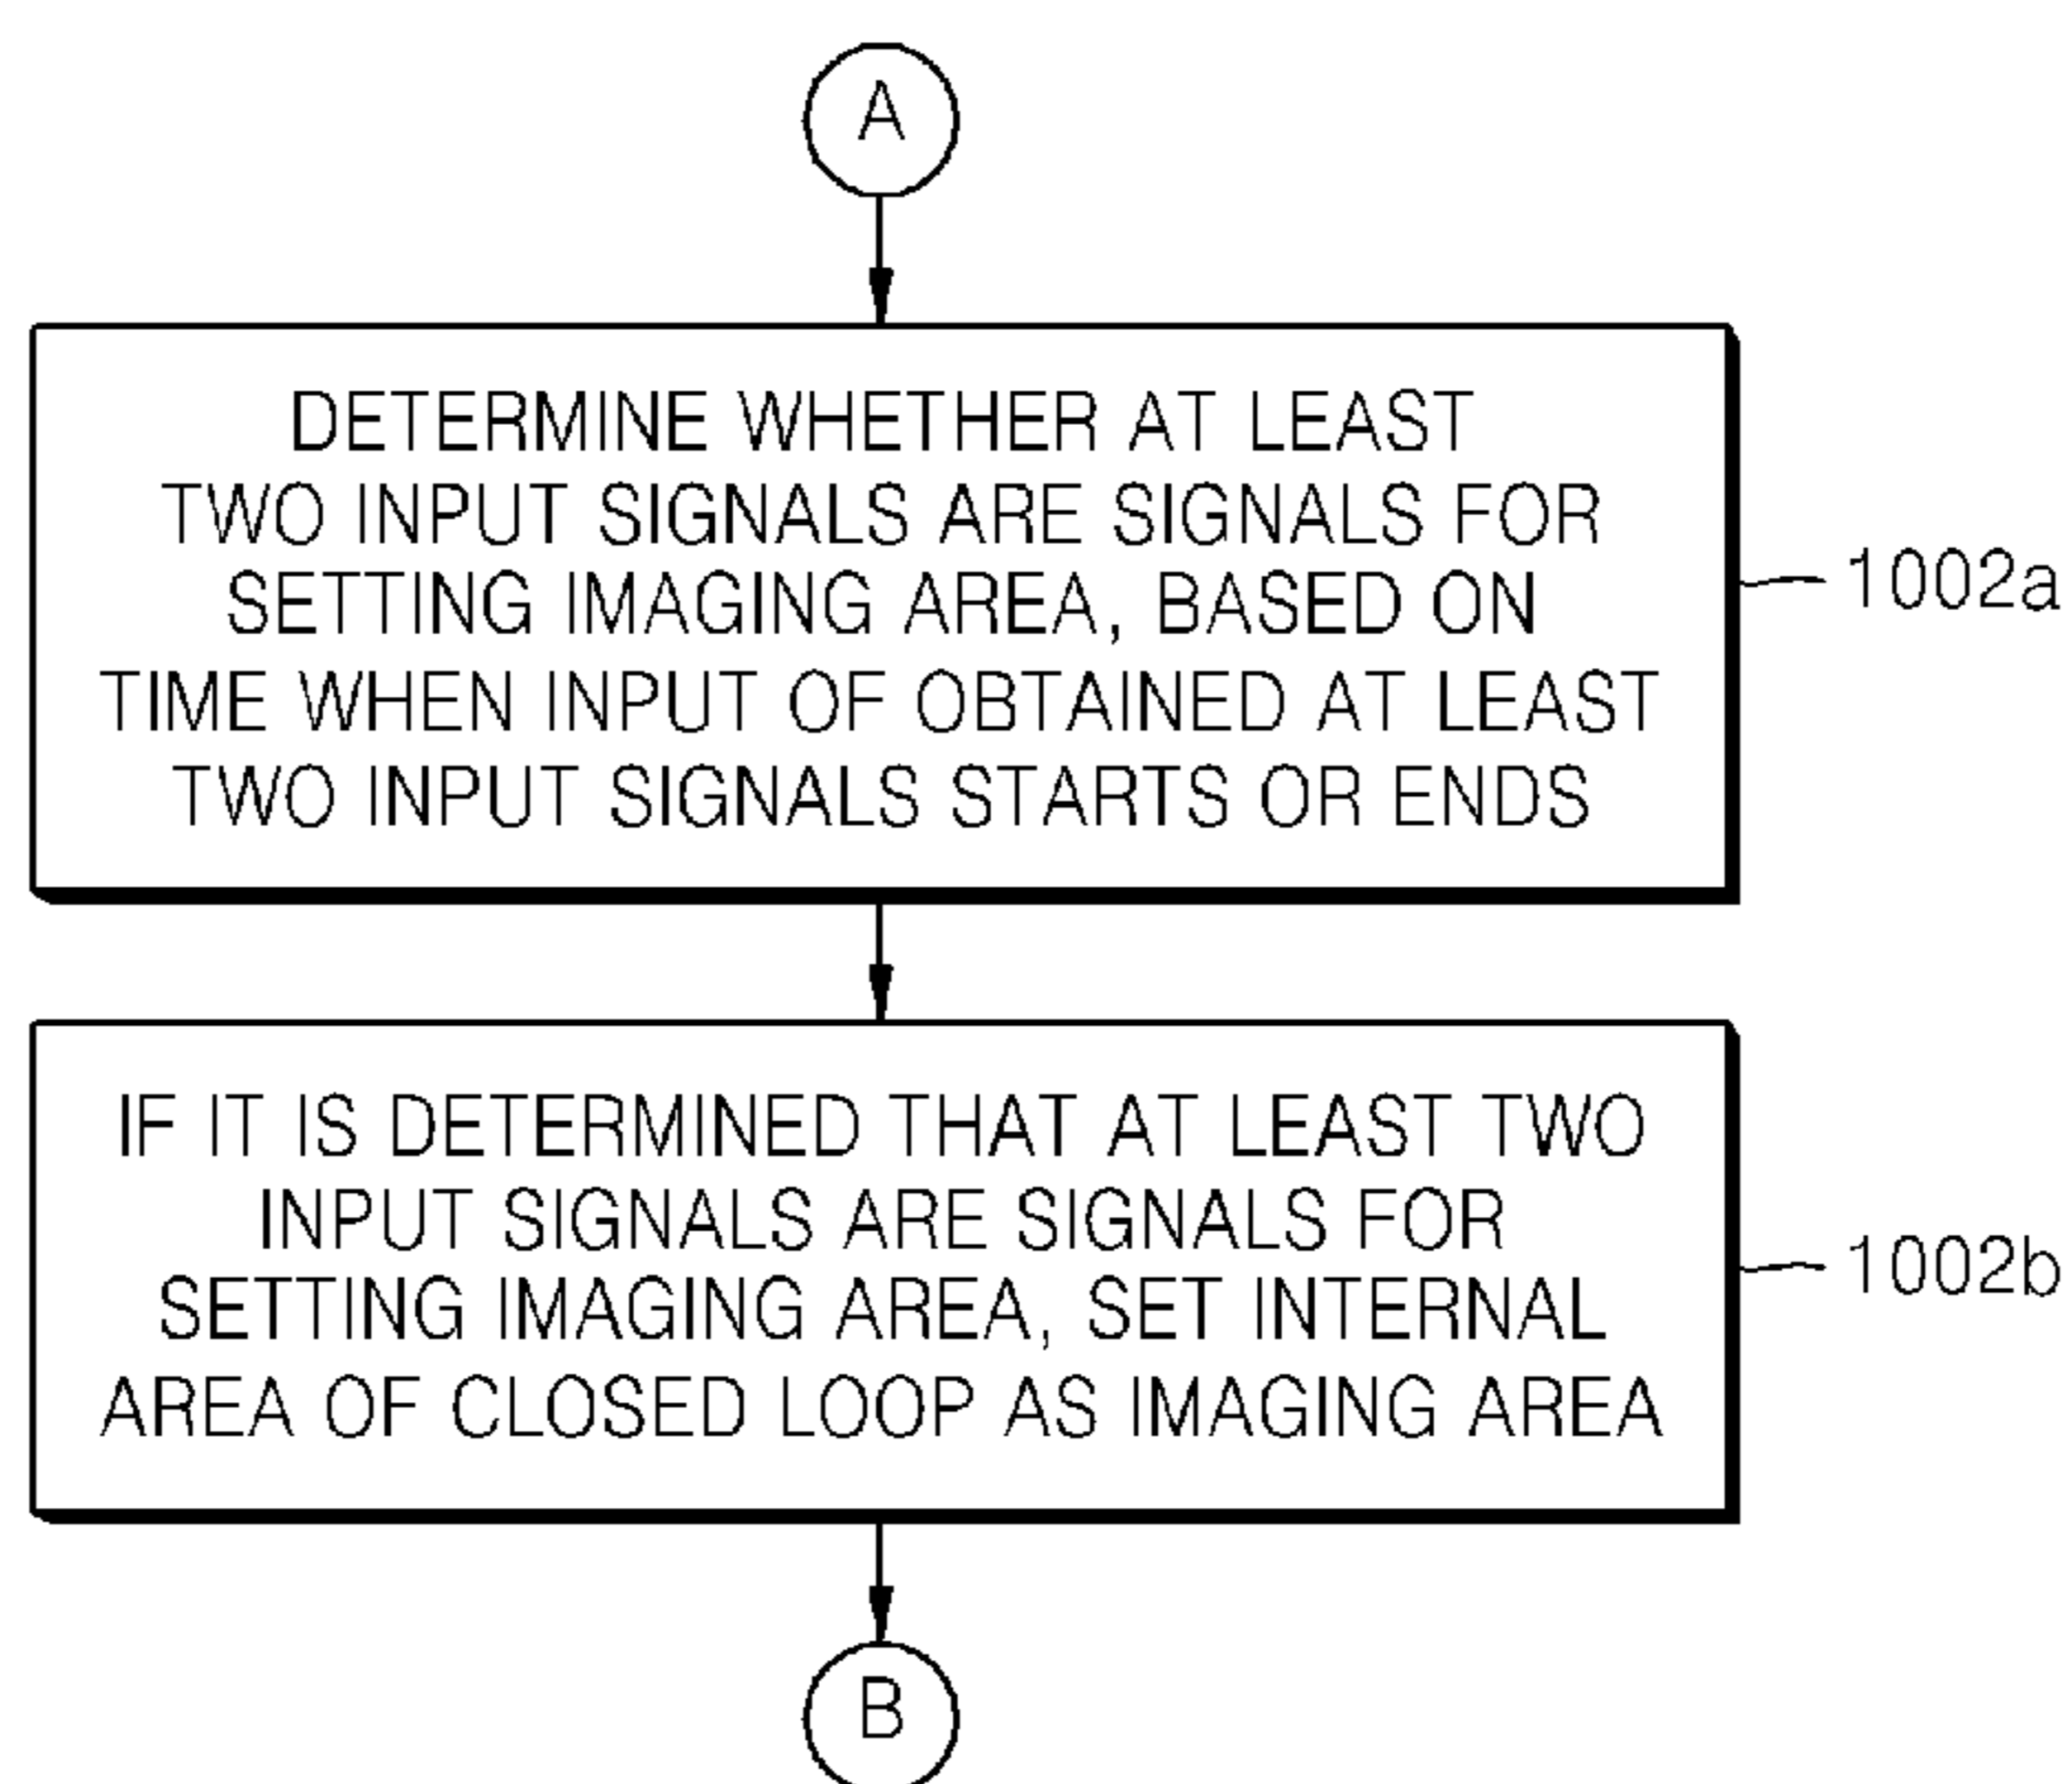 A
DETERMINE WHETHER AT LEAST
TWO INPUT SIGNALS ARE SIGNALS FOR
SETTING IMAGING AREA, BASED ON
TIME WHEN INPUT OF OBTAINED AT LEAST
TWO INPUT SIGNALS STARTS OR ENDS
1002a
IF IT IS DETERMINED THAT AT LEAST TWO
INPUT SIGNALS ARE SIGNALS FOR
SETTING IMAGING AREA, SET INTERNAL
AREA OF CLOSED LOOP AS IMAGING AREA
1002b
B